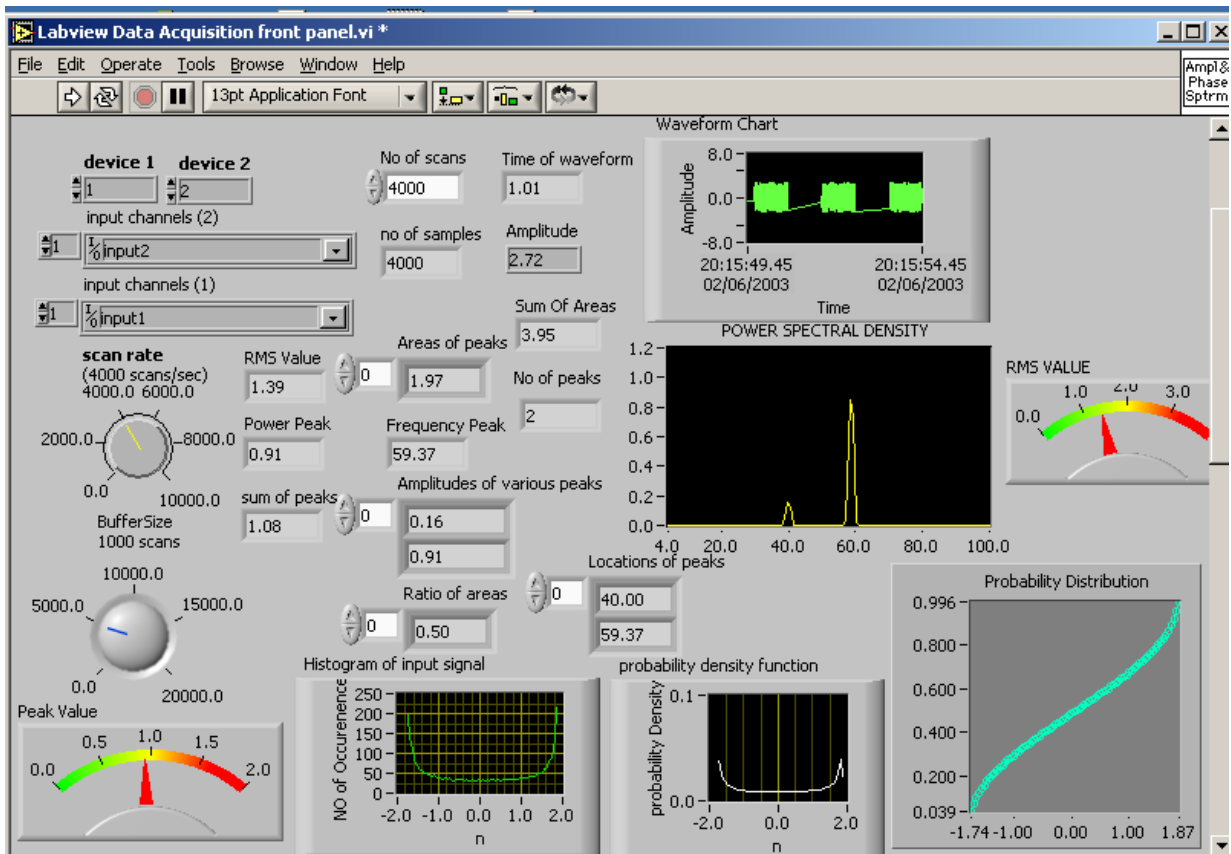 Labview Data Acquisition front panel.vi *
File Edit Operate Tools Browse Window Help
13pt Application Font
Ampl&
Phase
Sptrm
device 1 device 2
1 2
input channels (2)
1 I/O input2
input channels (1)
1 I/O input1
No of scans
4000
Time of waveform
1.01
no of samples
4000
Amplitude
2.72
Sum Of Areas
3.95
Waveform Chart
Amplitude
8.0
0.0
-8.0
20:15:49.45 20:15:54.45
02/06/2003 02/06/2003
Time
scan rate
(4000 scans/sec)
4000.0 6000.0
2000.0 8000.0
0.0 10000.0
RMS Value
1.39
Areas of peaks
0 1.97
No of peaks
2
Power Peak
0.91
Frequency Peak
59.37
sum of peaks
1.08
Amplitudes of various peaks
0 0.16
0.91
POWER SPECTRAL DENSITY
1.2
1.0
0.8
0.6
0.4
0.2
0.0
4.0 20.0 40.0 60.0 80.0 100.0
RMS VALUE
0.0 1.0 2.0 3.0
BufferSize
1000 scans
10000.0
5000.0 15000.0
0.0 20000.0
Ratio of areas
0 0.50
Locations of peaks
0 40.00
59.37
Peak Value
0.0 0.5 1.0 1.5 2.0
Histogram of input signal
NO of Occurenence
250
200
150
100
50
0
-2.0 -1.0 0.0 1.0 2.0
n
probability density function
probability Density
0.1
0.0
-2.0 0.0 2.0
n
Probability Distribution
0.996
0.800
0.600
0.400
0.200
0.039
-1.74 -1.00 0.00 1.00 1.87